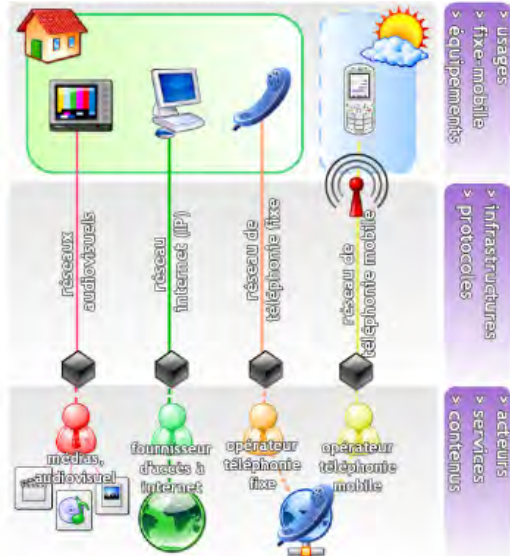 > usages
> fixe-mobile
> équipements
réseaux
audiovisuels
réseau
internet (IP)
réseau de
téléphonie fixe
réseau de
téléphonie mobile
> infrastructures
> protocoles
médias,
audiovisuel
fournisseur
d'accès à
internet
opérateur
téléphonie
fixe
opérateur
téléphonie
mobile
> acteurs
> services
> contenus